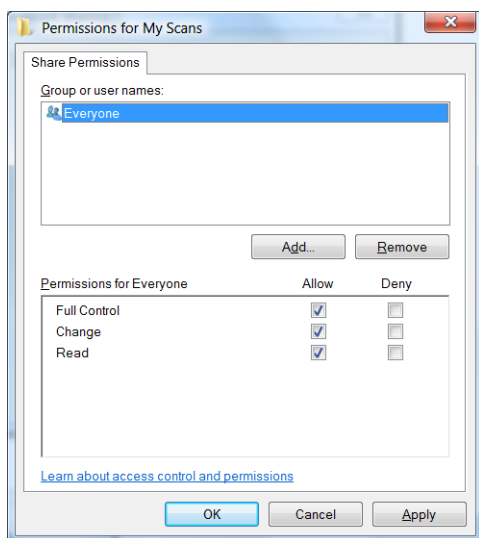 Permissions for My Scans
Share Permissions
Group or user names:
Everyone
Add... Remove
Permissions for Everyone Allow Deny
Full Control
Change
Read
Learn about access control and permissions
OK Cancel Apply